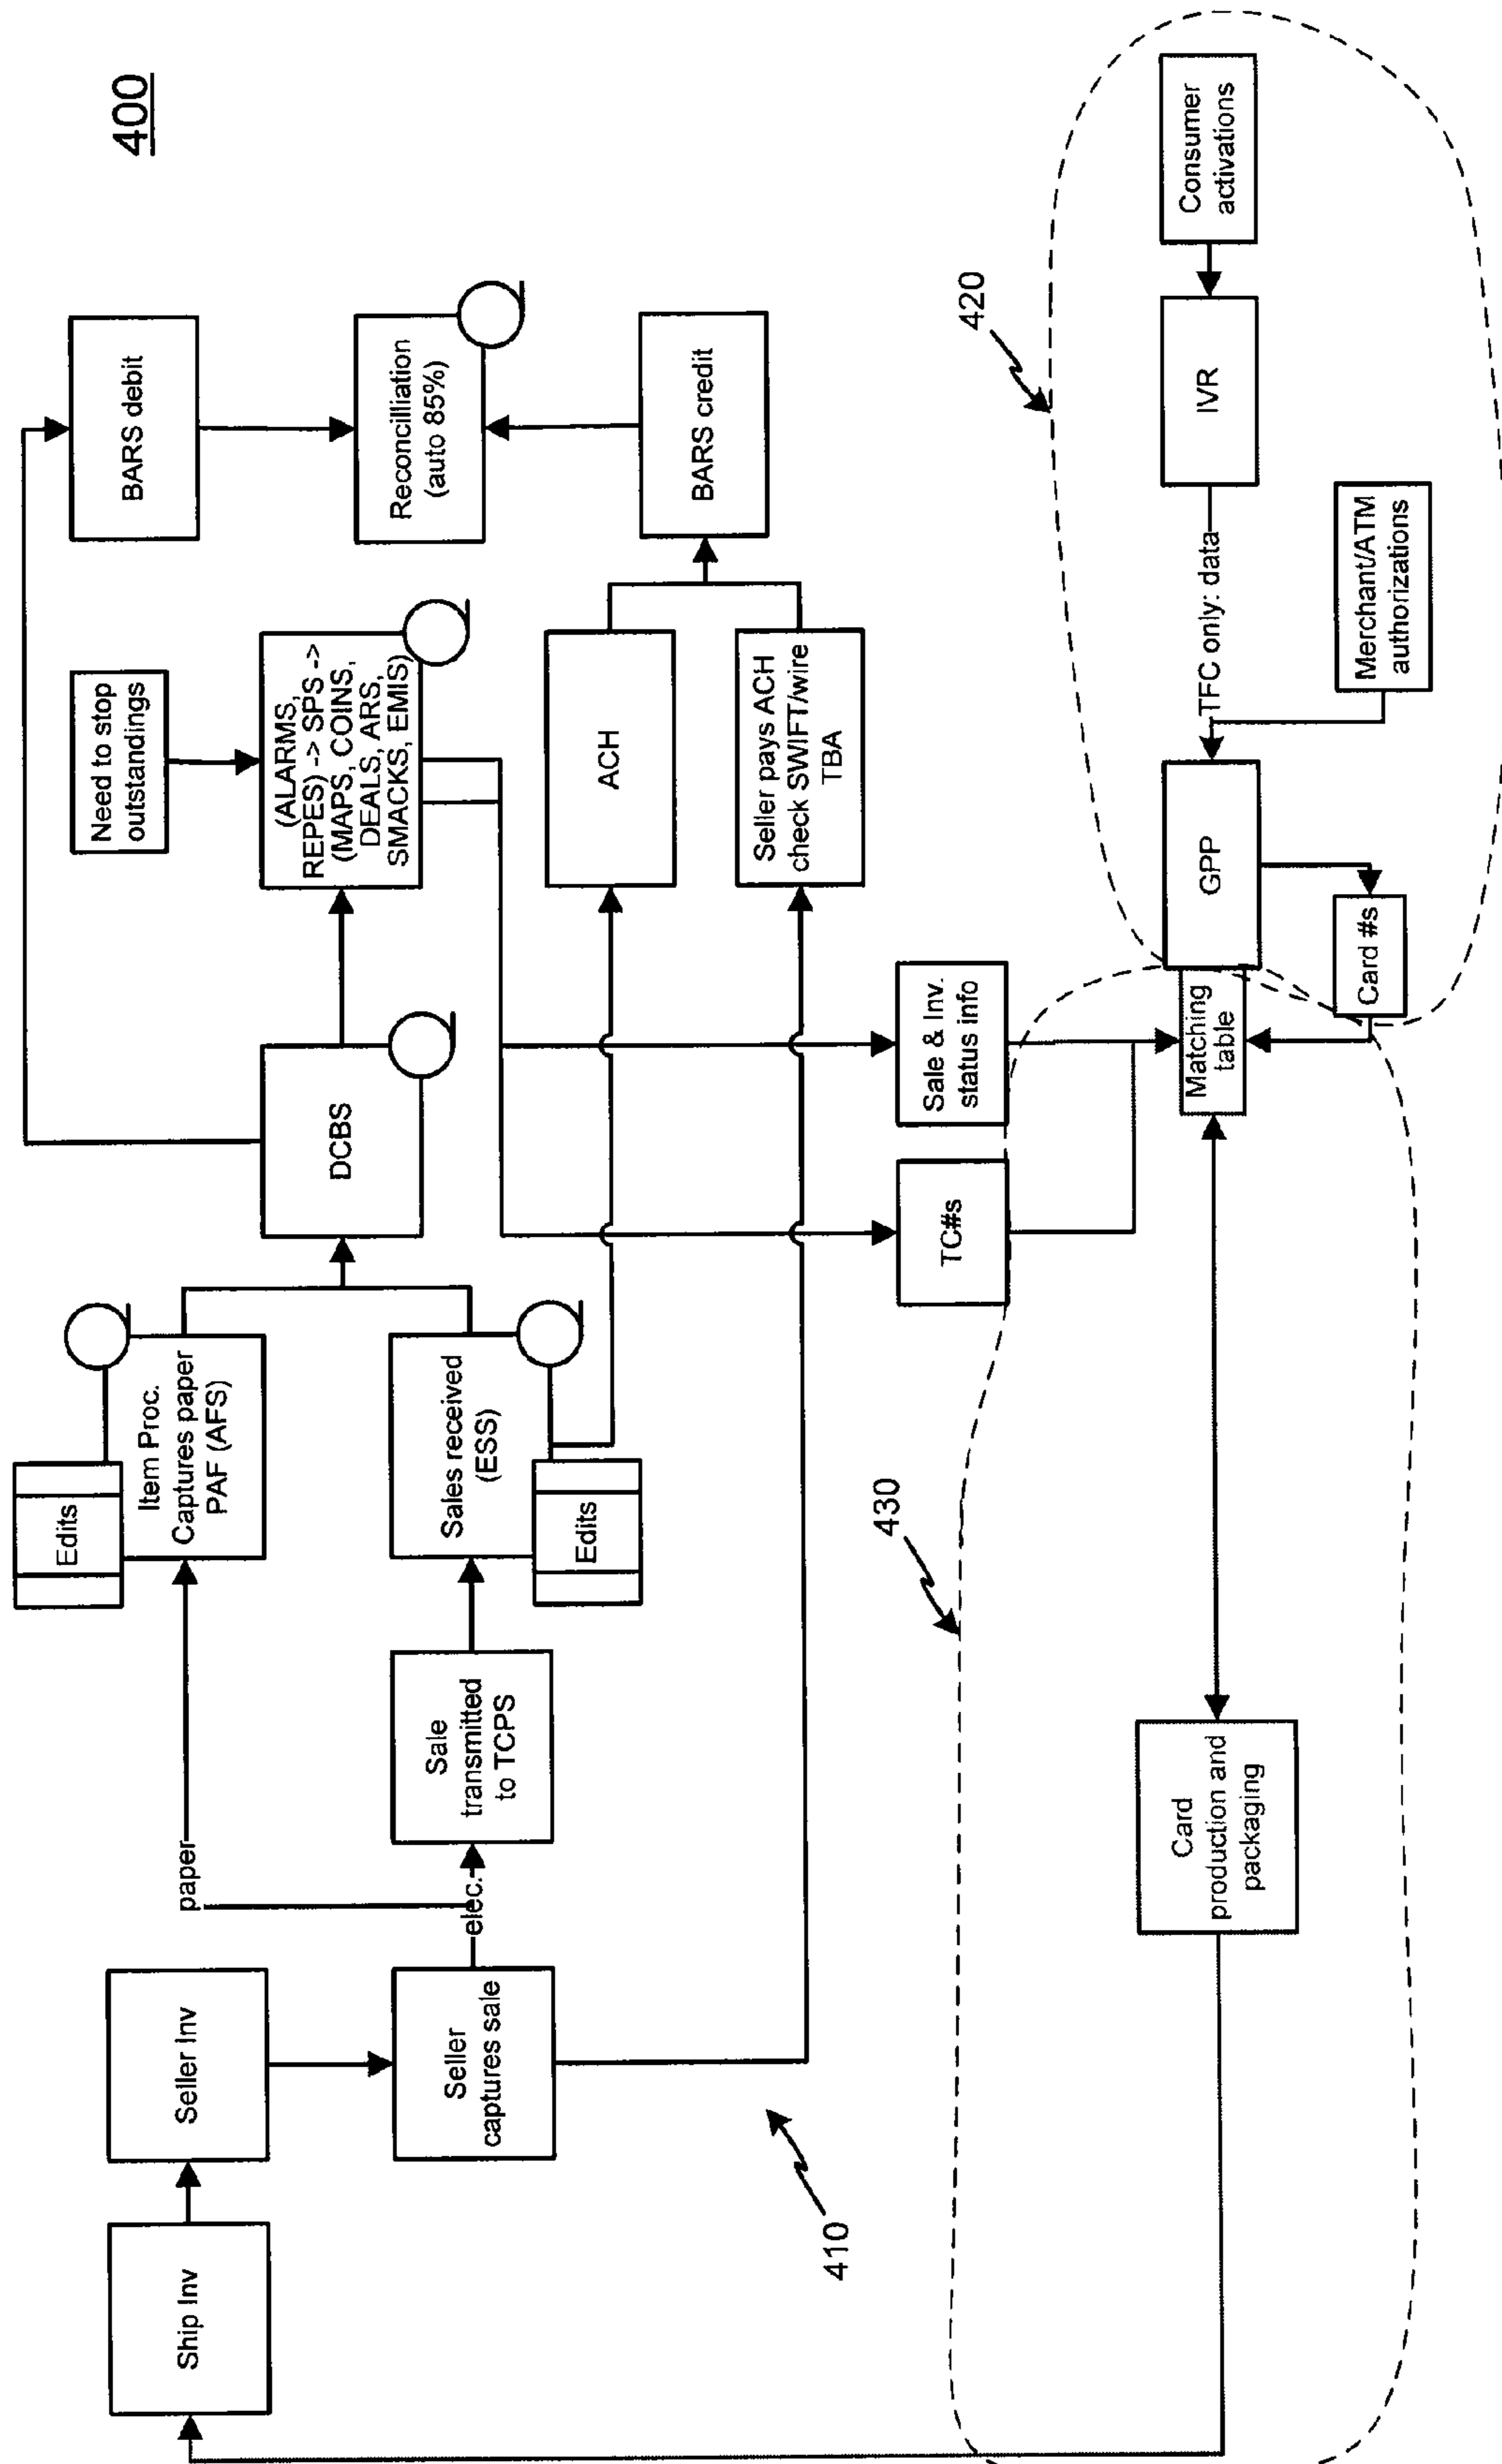 400
Ship Inv
Seller Inv
Seller
captures sale
paper
elec.
Sale
transmitted
to TCPS
Edits
Item Proc.
Captures paper
PAF (AFS)
Sales received
(ESS)
Edits
DCBS
Need to stop
outstandings
(ALARMS,
REPES) -> SPS ->
(MAPS, COINS,
DEALS, ARS,
SMACKS, EMIS)
BARS debit
Reconcilliation
(auto 85%)
BARS credit
ACH
Seller pays ACH
check SWIFT/wire
TBA
410
TC#s
Sale & Inv.
status info
430
420
Card
production and
packaging
Matching
table
GPP
Card #s
TFC only: data
IVR
Consumer
activations
Merchant/ATM
authorizations